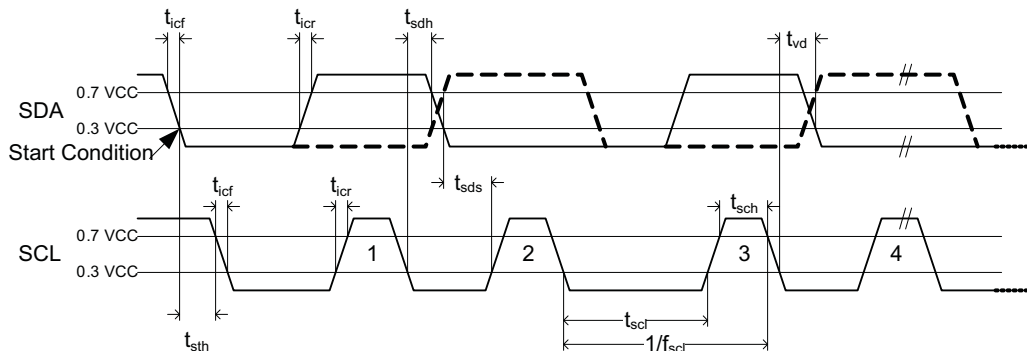 t_icf t_icr t_sdh t_vd
0.7 VCC
SDA
0.3 VCC
Start Condition
t_icf t_icr t_sds t_sch
0.7 VCC
SCL 1 2 3 4
0.3 VCC
t_scl
t_sth 1/f_scl